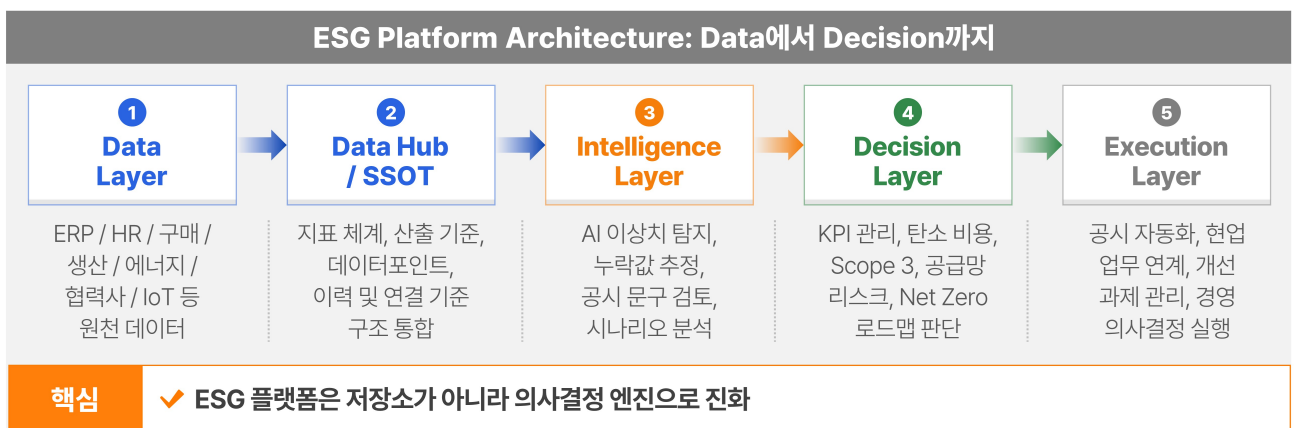 ESG Platform Architecture: Data에서 Decision까지
1
Data
Layer
ERP / HR / 구매 /
생산 / 에너지 /
협력사 / IoT 등
원천 데이터
2
Data Hub
/ SSOT
지표 체계, 산출 기준,
데이터포인트,
이력 및 연결 기준
구조 통합
3
Intelligence
Layer
AI 이상치 탐지,
누락값 추정,
공시 문구 검토,
시나리오 분석
4
Decision
Layer
KPI 관리, 탄소 비용,
Scope 3, 공급망
리스크, Net Zero
로드맵 판단
5
Execution
Layer
공시 자동화, 현업
업무 연계, 개선
과제 관리, 경영
의사결정 실행
핵심
ESG 플랫폼은 저장소가 아니라 의사결정 엔진으로 진화